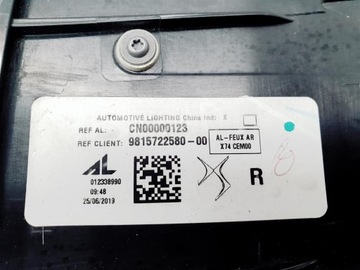 AUTOMOTIVE LIGHTING China Ind: X
REF AL: CN00000123
REF CLIENT: 9815722580-00
AL-FEUX AR
X74 CEM00
AL
012338990
09:48
25/06/2019
R